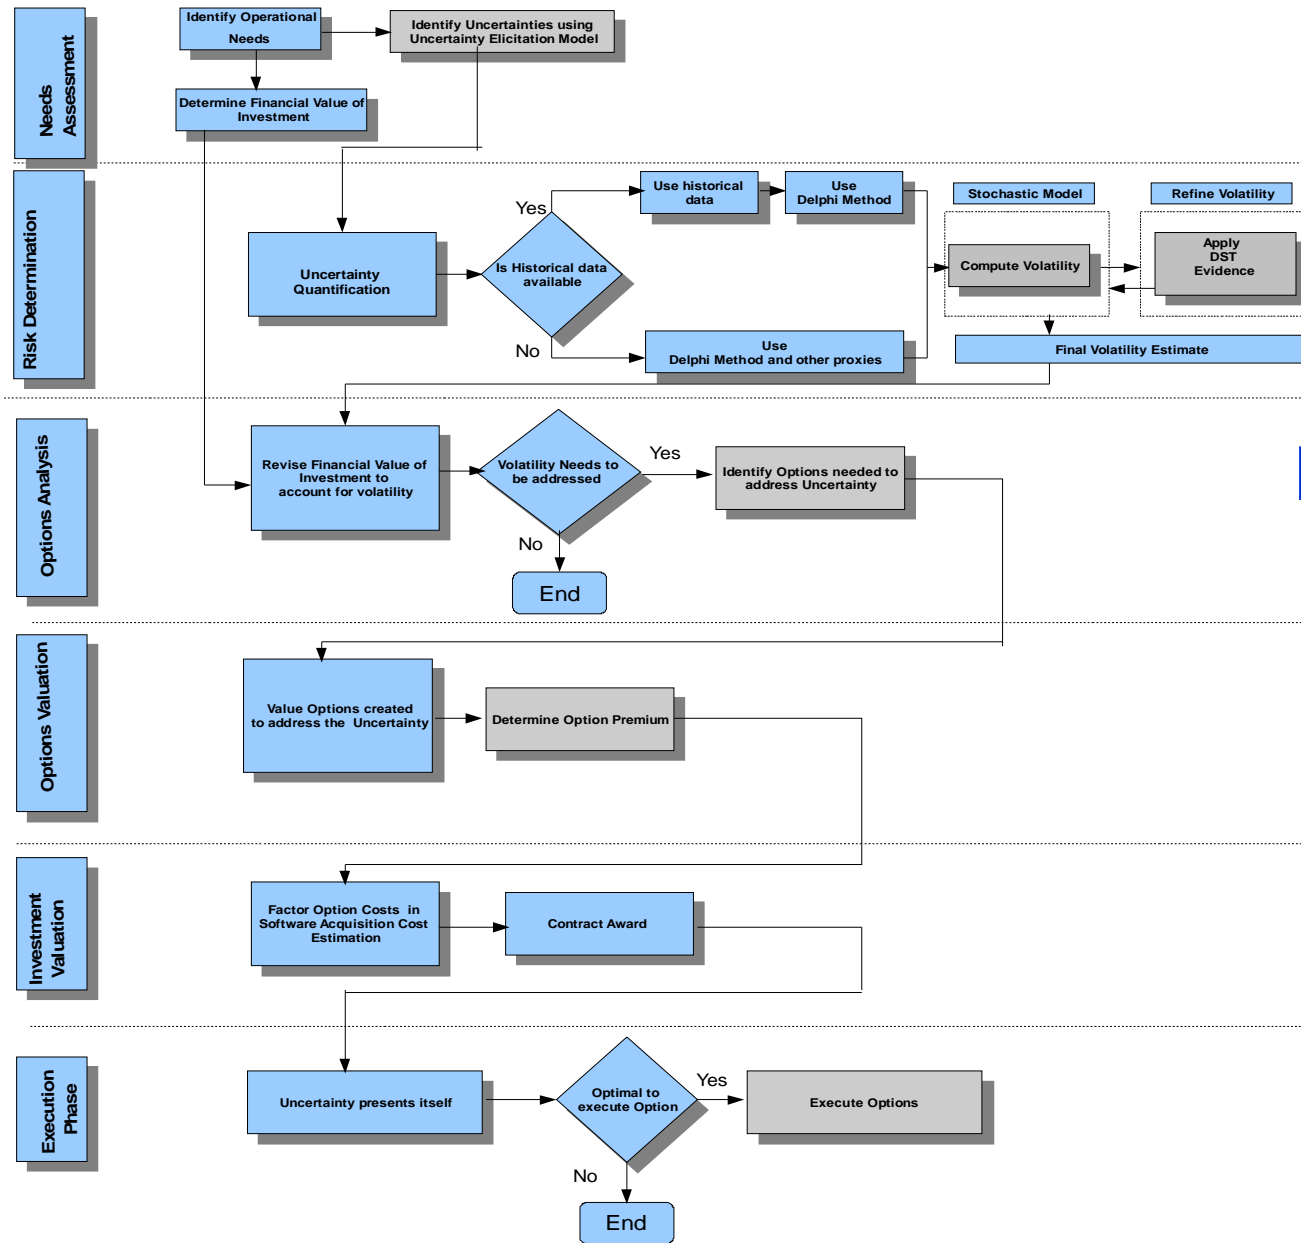 Needs
Assessment
Identify Operational
Needs
Identify Uncertainties using
Uncertainty Elicitation Model
Determine Financial Value of
Investment
Risk Determination
Uncertainty
Quantification
Is Historical data
available
Yes
No
Use historical
data
Use
Delphi Method
Use
Delphi Method and other proxies
Stochastic Model
Compute Volatility
Refine Volatility
Apply
DST
Evidence
Final Volatility Estimate
Options Analysis
Revise Financial Value of
Investment to
account for volatility
Volatility Needs to
be addressed
Yes
No
Identify Options needed to
address Uncertainty
End
Options Valuation
Value Options created
to address the Uncertainty
Determine Option Premium
Investment
Valuation
Factor Option Costs in
Software Acquisition Cost
Estimation
Contract Award
Execution
Phase
Uncertainty presents itself
Optimal to
execute Option
Yes
No
Execute Options
End